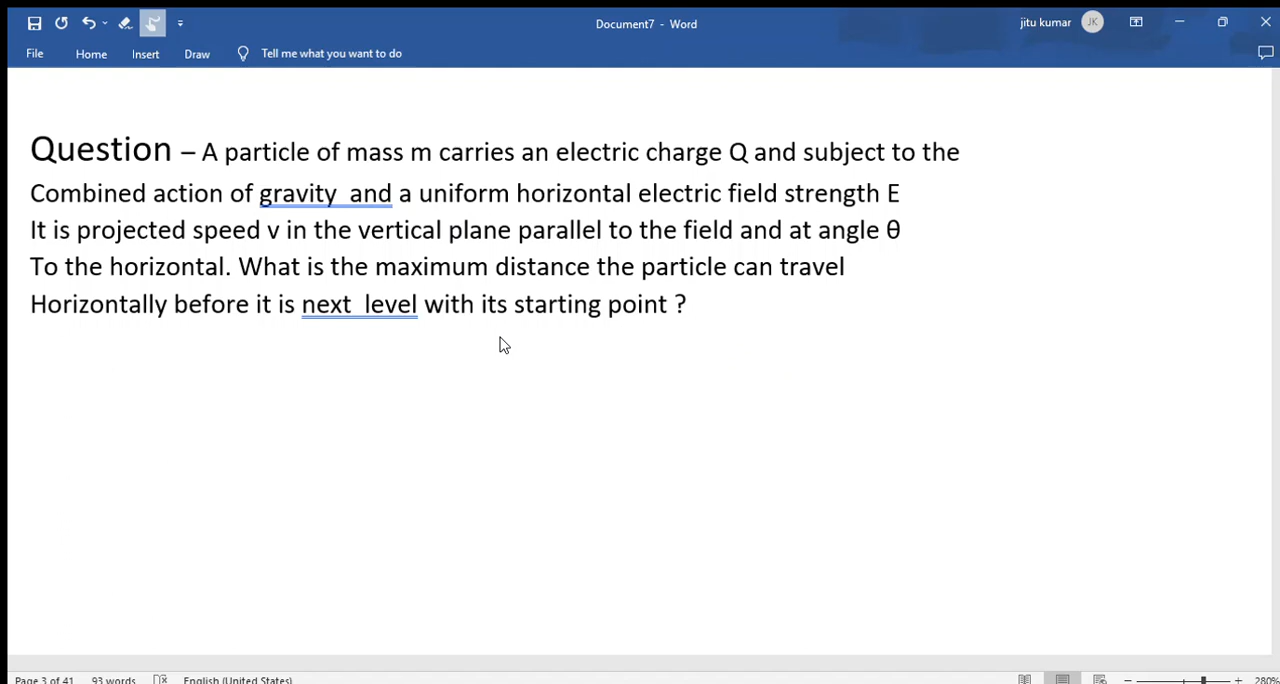 Document7 - Word
jitu kumar JK
File Home Insert Draw Tell me what you want to do
Question – A particle of mass m carries an electric charge Q and subject to the
Combined action of gravity and a uniform horizontal electric field strength E
It is projected speed v in the vertical plane parallel to the field and at angle θ
To the horizontal. What is the maximum distance the particle can travel
Horizontally before it is next level with its starting point ?
Page 3 of 41 93 words English (United States) 280%